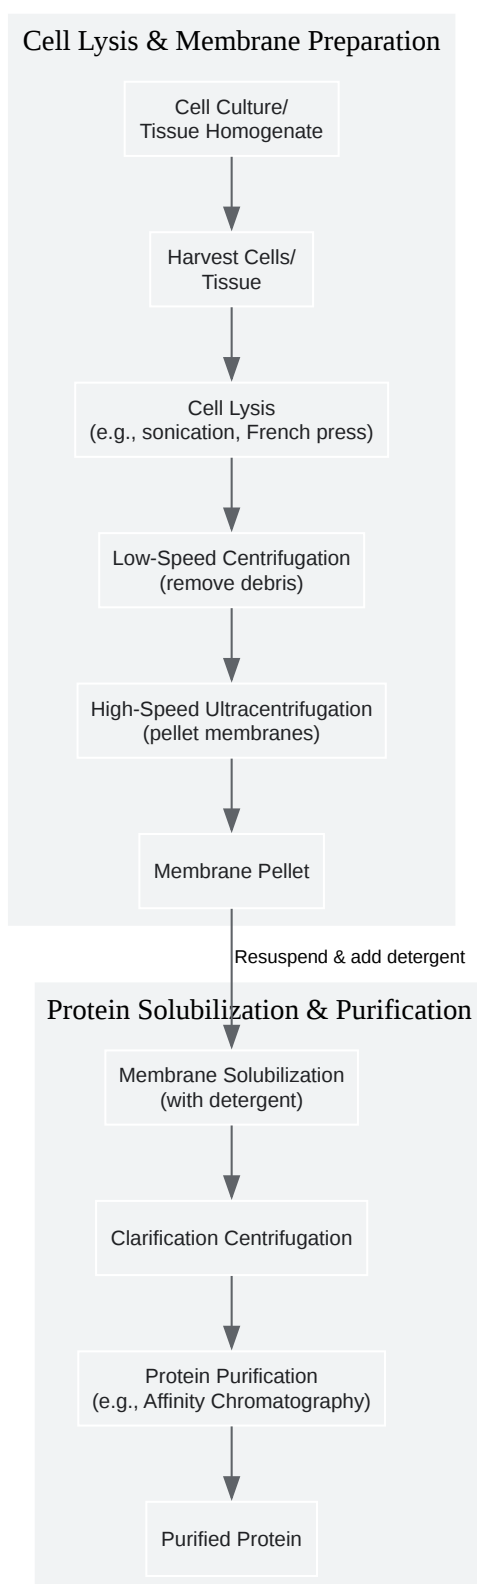 Cell Lysis & Membrane Preparation
Cell Culture/
Tissue Homogenate
Harvest Cells/
Tissue
Cell Lysis
(e.g., sonication, French press)
Low-Speed Centrifugation
(remove debris)
High-Speed Ultracentrifugation
(pellet membranes)
Membrane Pellet
Resuspend & add detergent
Protein Solubilization & Purification
Membrane Solubilization
(with detergent)
Clarification Centrifugation
Protein Purification
(e.g., Affinity Chromatography)
Purified Protein